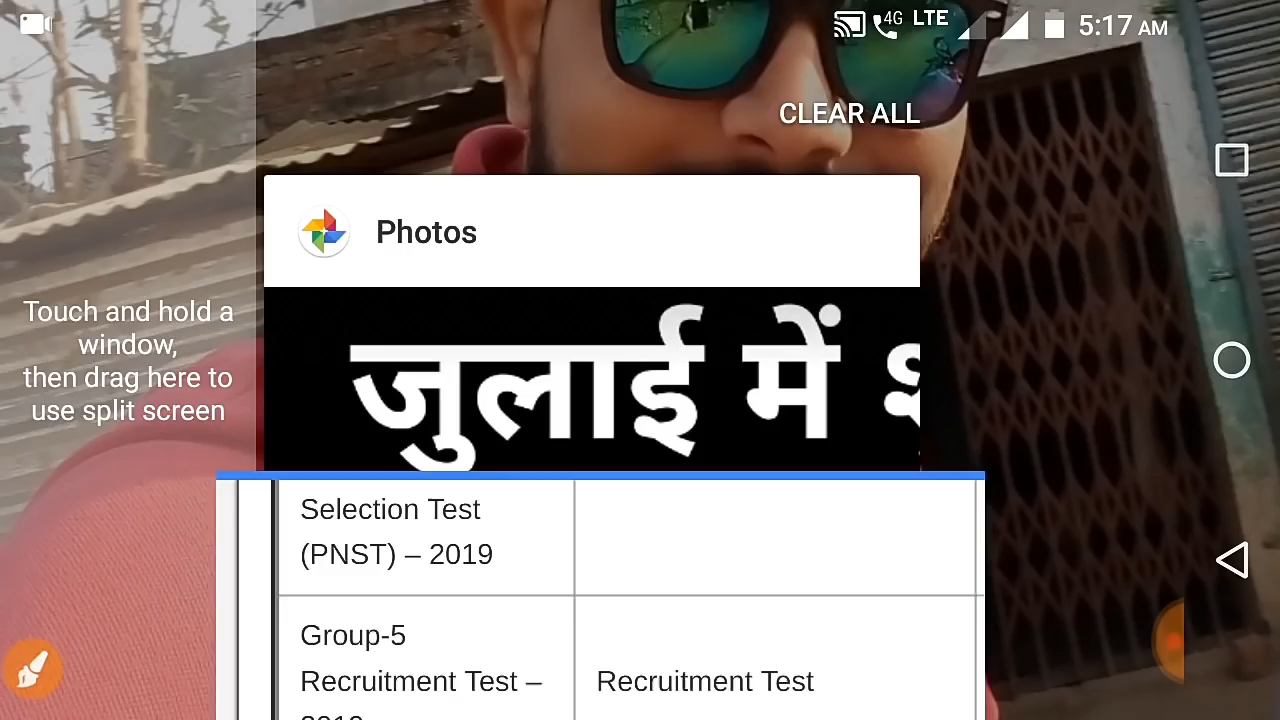 4G LTE 5:17 AM
CLEAR ALL
Photos
Touch and hold a
window,
then drag here to
use split screen
जुलाई में
Selection Test
(PNST) – 2019
Group-5
Recruitment Test –
Recruitment Test